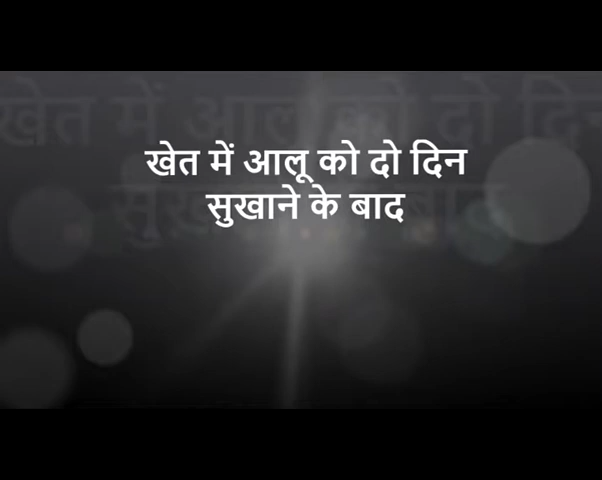 खेत में आलू को दो दिन
सुखाने के बाद